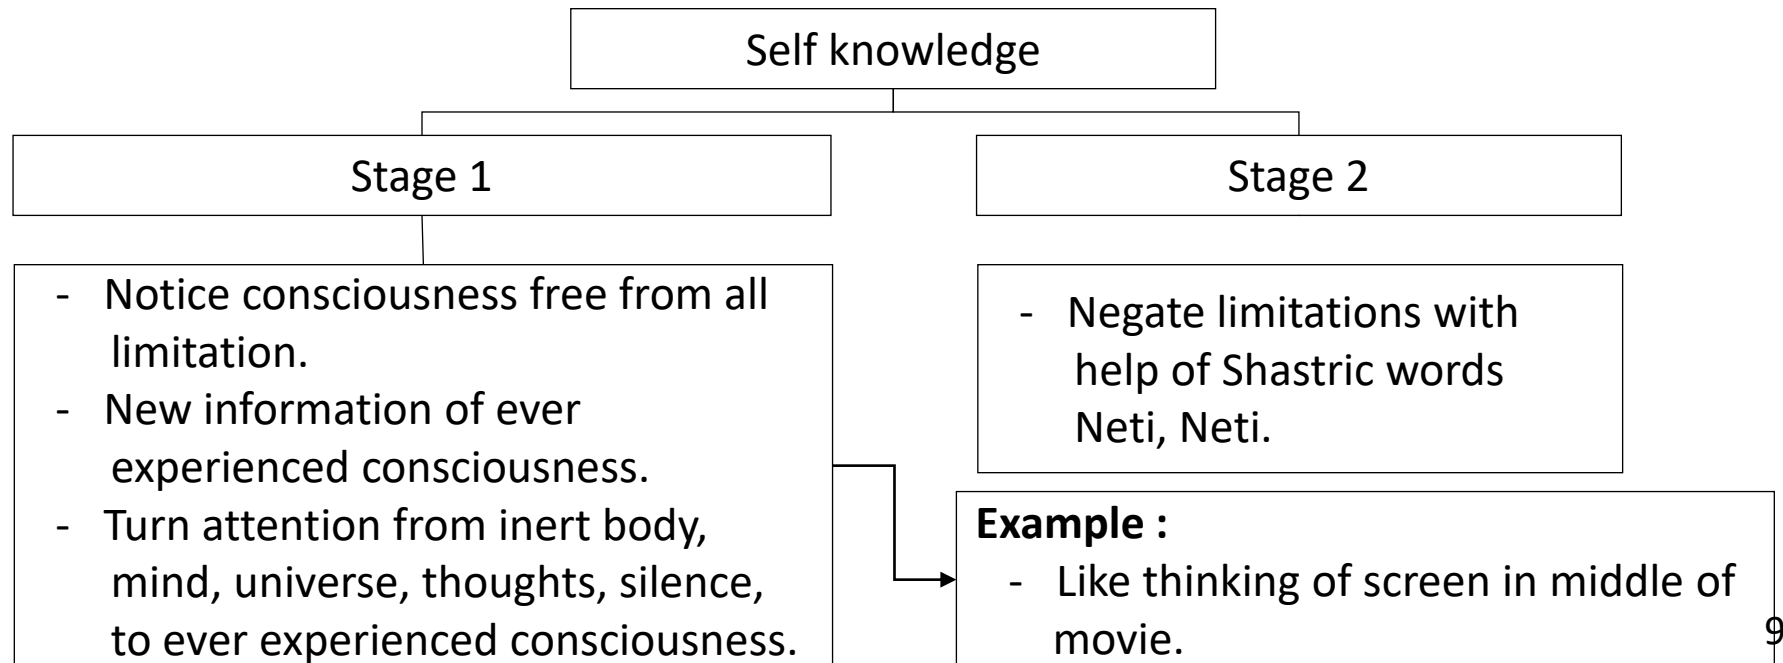 Self knowledge
Stage 1
Stage 2
- Notice consciousness free from all
limitation.
- New information of ever
experienced consciousness.
- Turn attention from inert body,
mind, universe, thoughts, silence,
to ever experienced consciousness.
- Negate limitations with
help of Shastric words
Neti, Neti.
Example :
- Like thinking of screen in middle of
movie.
9